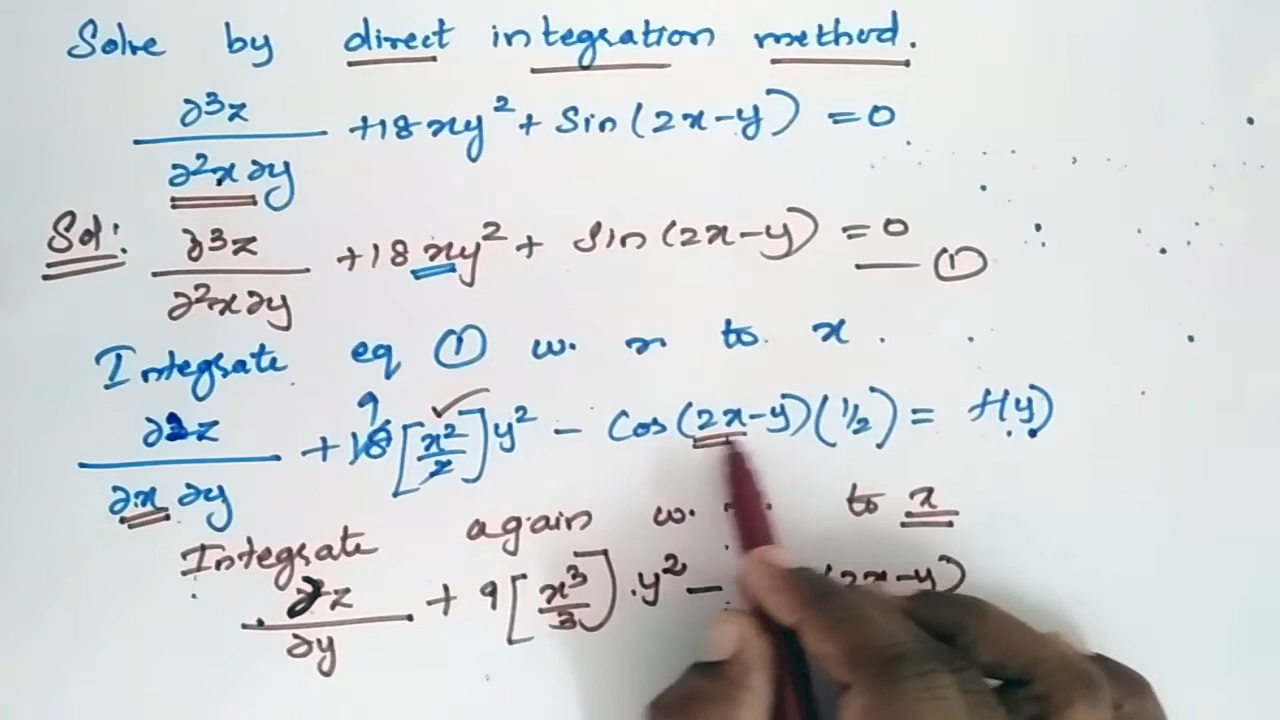 Solve by direct integration method.
∂³z / ∂²x ∂y + 18xy² + Sin(2x-y) = 0
Sol: ∂³z / ∂²x ∂y + 18xy² + Sin(2x-y) = 0 — ①
Integrate eq ① w. r to x.
∂²z / ∂x ∂y + 18 9 [x²/2] y² - Cos(2x-y)(1/2) = f(y)
Integrate again w. to x
∂z / ∂y + 9 [x³/3] . y² - (2x-y)